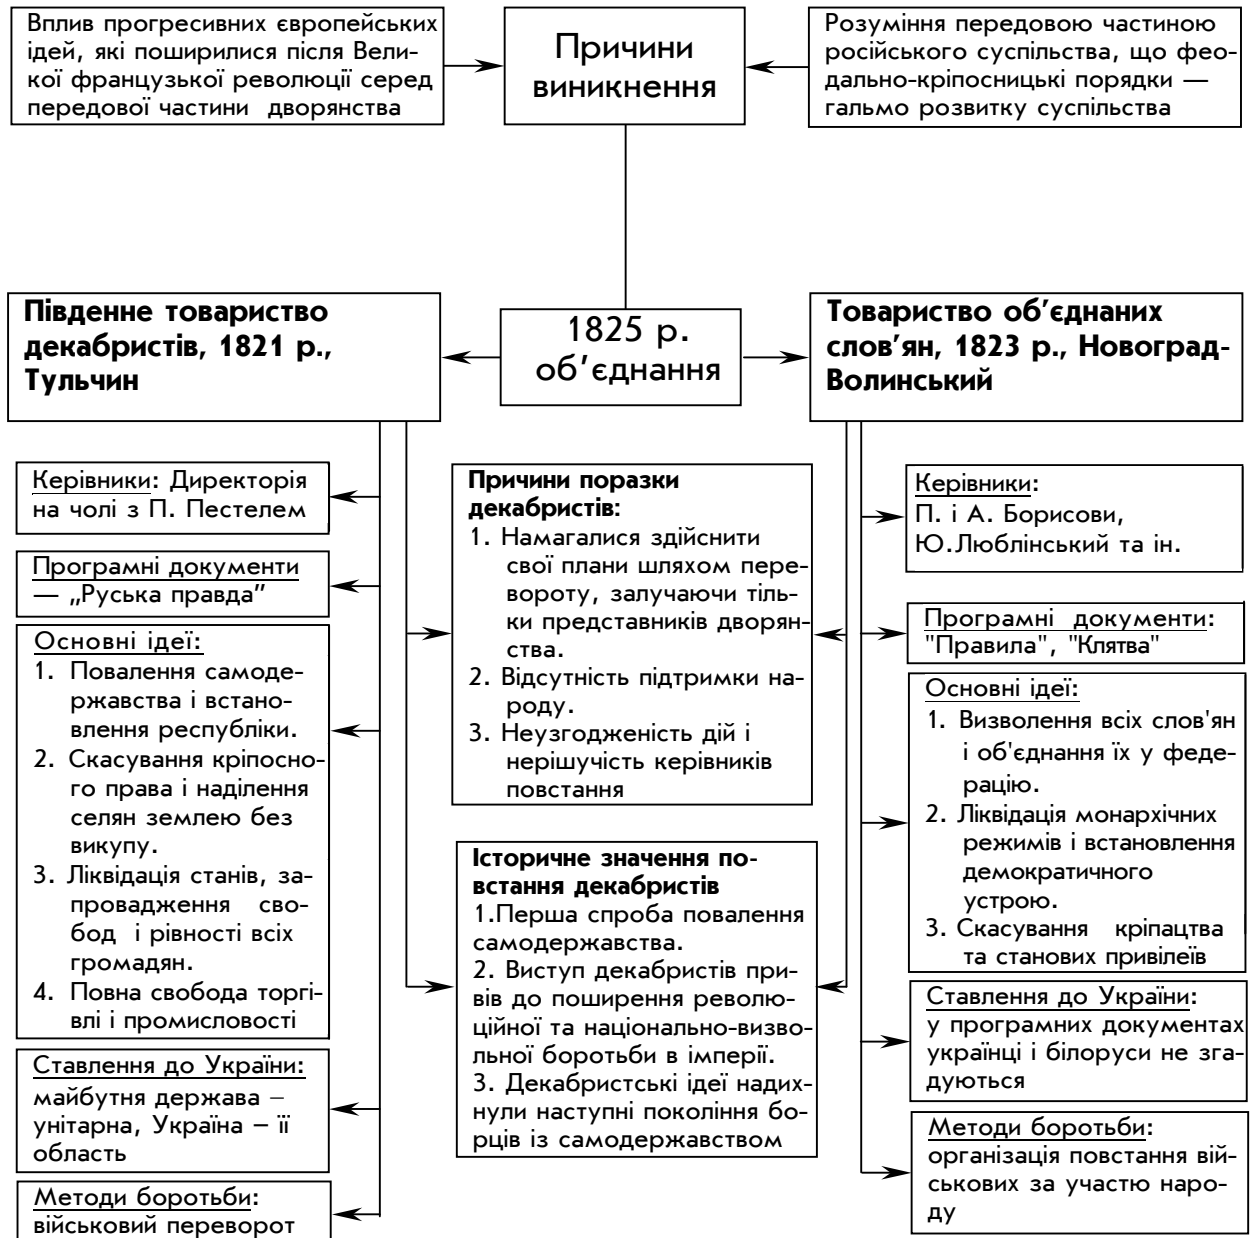 Вплив прогресивних європейських
ідей, які поширилися після Вели-
кої французької революції серед
передової частини дворянства
Причини
виникнення
Розуміння передовою частиною
російського суспільства, що фео-
дально-кріпосницькі порядки —
гальмо розвитку суспільства
Південне товариство
декабристів, 1821 р.,
Тульчин
1825 р.
об’єднання
Товариство об’єднаних
слов’ян, 1823 р., Новоград-
Волинський
Керівники: Директорія
на чолі з П. Пестелем
Програмні документи
— „Руська правда”
Основні ідеї:
1. Повалення самоде-
ржавства і встано-
влення республіки.
2. Скасування кріпосно-
го права і наділення
селян землею без
викупу.
3. Ліквідація станів, за-
провадження сво-
бод і рівності всіх
громадян.
4. Повна свобода торгі-
влі і промисловості
Ставлення до України:
майбутня держава –
унітарна, Україна – її
область
Методи боротьби:
військовий переворот
Причини поразки
декабристів:
1. Намагалися здійснити
свої плани шляхом пере-
вороту, залучаючи тіль-
ки представників дворян-
ства.
2. Відсутність підтримки на-
роду.
3. Неузгодженість дій і
нерішучість керівників
повстання
Історичне значення по-
встання декабристів
1.Перша спроба повалення
самодержавства.
2. Виступ декабристів при-
вів до поширення револю-
ційної та національно-визво-
льної боротьби в імперії.
3. Декабристські ідеї надих-
нули наступні покоління бо-
рців із самодержавством
Керівники:
П. і А. Борисови,
Ю.Люблінський та ін.
Програмні документи:
"Правила", "Клятва"
Основні ідеї:
1. Визволення всіх слов'ян
і об'єднання їх у феде-
рацію.
2. Ліквідація монархічних
режимів і встановлення
демократичного
устрою.
3. Скасування кріпацтва
та станових привілеїв
Ставлення до України:
у програмних документах
українці і білоруси не зга-
дуються
Методи боротьби:
організація повстання вій-
ськових за участю наро-
ду